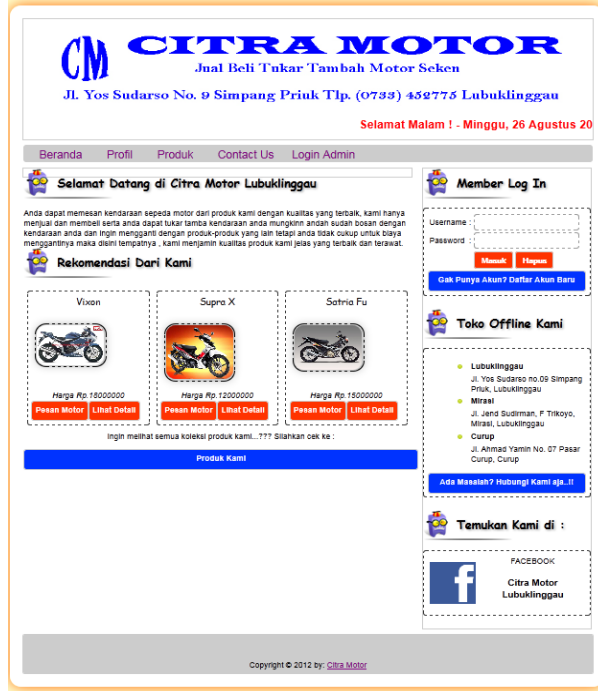 CM
CITRA MOTOR
Jual Beli Tukar Tambah Motor Seken
Jl. Yos Sudarso No. 9 Simpang Priuk Tlp. (0733) 452775 Lubuklinggau
Selamat Malam ! - Minggu, 26 Agustus 20
Beranda Profil Produk Contact Us Login Admin
Selamat Datang di Citra Motor Lubuklinggau
Anda dapat memesan kendaraan sepeda motor dari produk kami dengan kualitas yang terbaik, kami hanya
menjual dan membeli serta anda dapat tukar tamba kendaraan anda mungkinn andah sudah bosan dengan
kendaraan anda dan ingin mengganti dengan produk-produk yang lain tetapi anda tidak cukup untuk biaya
menggantinya maka disini tempatnya , kami menjamin kualitas produk kami jelas yang terbaik dan terawat.
Rekomendasi Dari Kami
Vixon
Harga Rp.18000000
Pesan Motor Lihat Detail
Supra X
Harga Rp.12000000
Pesan Motor Lihat Detail
Satria Fu
Harga Rp.15000000
Pesan Motor Lihat Detail
Ingin melihat semua koleksi produk kami...??? Silahkan cek ke :
Produk Kami
Member Log In
Username :
Password :
Masuk Hapus
Gak Punya Akun? Daftar Akun Baru
Toko Offline Kami
Lubuklinggau
Jl. Yos Sudarso no.09 Simpang
Priuk, Lubuklinggau
Mirasi
Jl. Jend Sudirman, F Trikoyo,
Mirasi, Lubuklinggau
Curup
Jl. Ahmad Yamin No. 07 Pasar
Curup, Curup
Ada Masalah? Hubungi Kami aja..!!
Temukan Kami di :
f
FACEBOOK
Citra Motor
Lubuklinggau
Copyright © 2012 by: Citra Motor